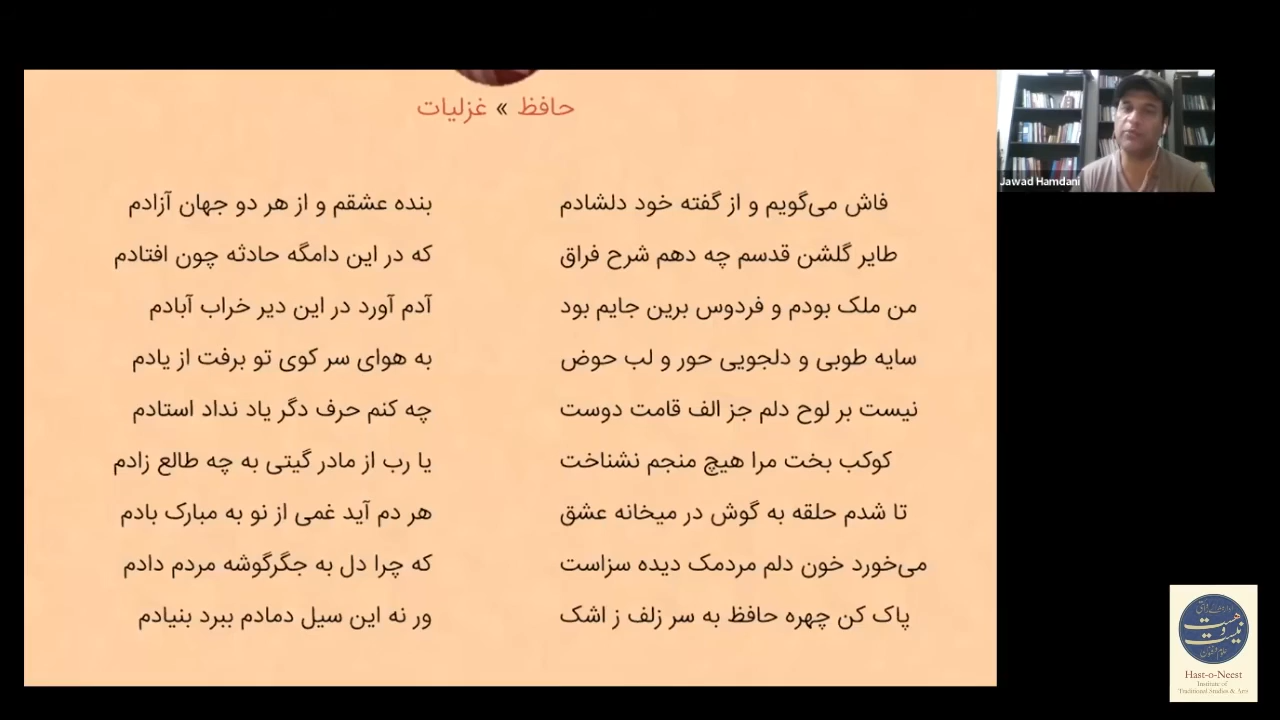 حافظ » غزلیات
فاش می‌گویم و از گفته خود دلشادم
بنده عشقم و از هر دو جهان آزادم
طایر گلشن قدسم چه دهم شرح فراق
که در این دامگه حادثه چون افتادم
من ملک بودم و فردوس برین جایم بود
آدم آورد در این دیر خراب آبادم
سایه طوبی و دلجویی حور و لب حوض
به هوای سر کوی تو برفت از یادم
نیست بر لوح دلم جز الف قامت دوست
چه کنم حرف دگر یاد نداد استادم
کوکب بخت مرا هیچ منجم نشناخت
یا رب از مادر گیتی به چه طالع زادم
تا شدم حلقه به گوش در میخانه عشق
هر دم آید غمی از نو به مبارک بادم
می‌خورد خون دلم مردمک دیده سزاست
که چرا دل به جگرگوشه مردم دادم
پاک کن چهره حافظ به سر زلف ز اشک
ور نه این سیل دمادم ببرد بنیادم
Jawad Hamdani
Hast-o-Neest
Institute of
Traditional Studies & Arts